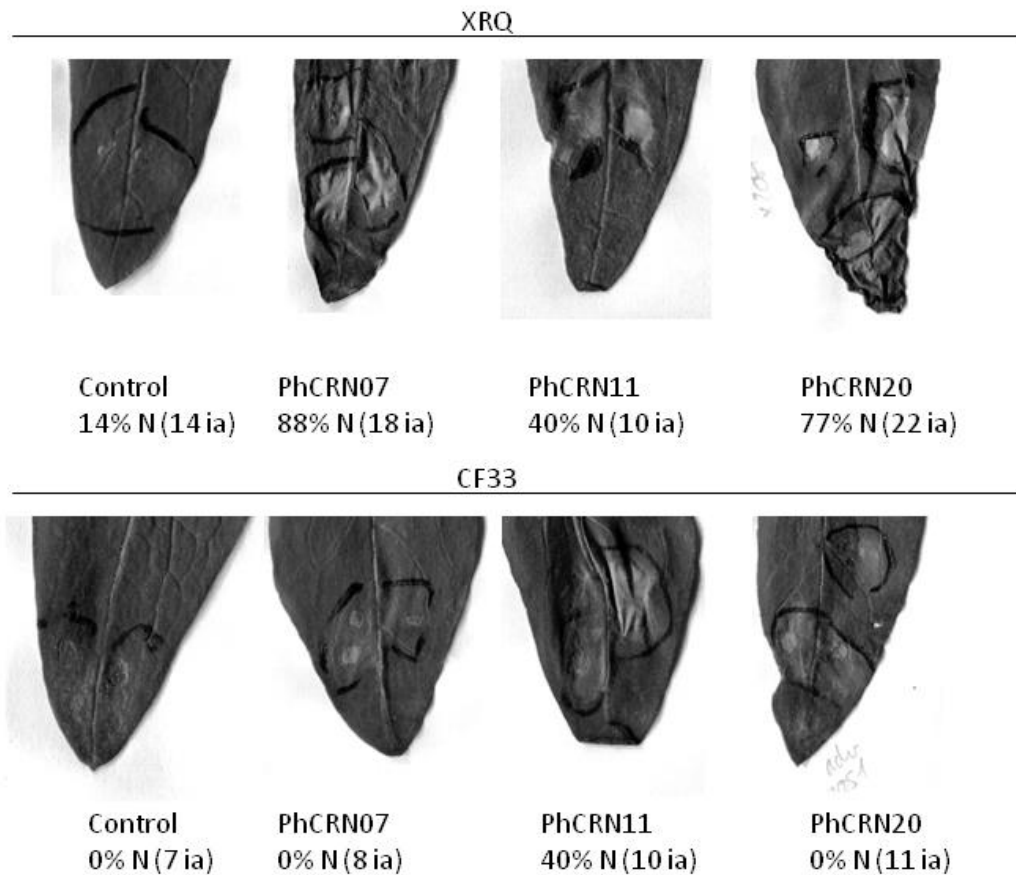 XRQ
Control PhCRN07 PhCRN11 PhCRN20
14% N (14 ia) 88% N (18 ia) 40% N (10 ia) 77% N (22 ia)
CF33
Control PhCRN07 PhCRN11 PhCRN20
0% N (7 ia) 0% N (8 ia) 40% N (10 ia) 0% N (11 ia)